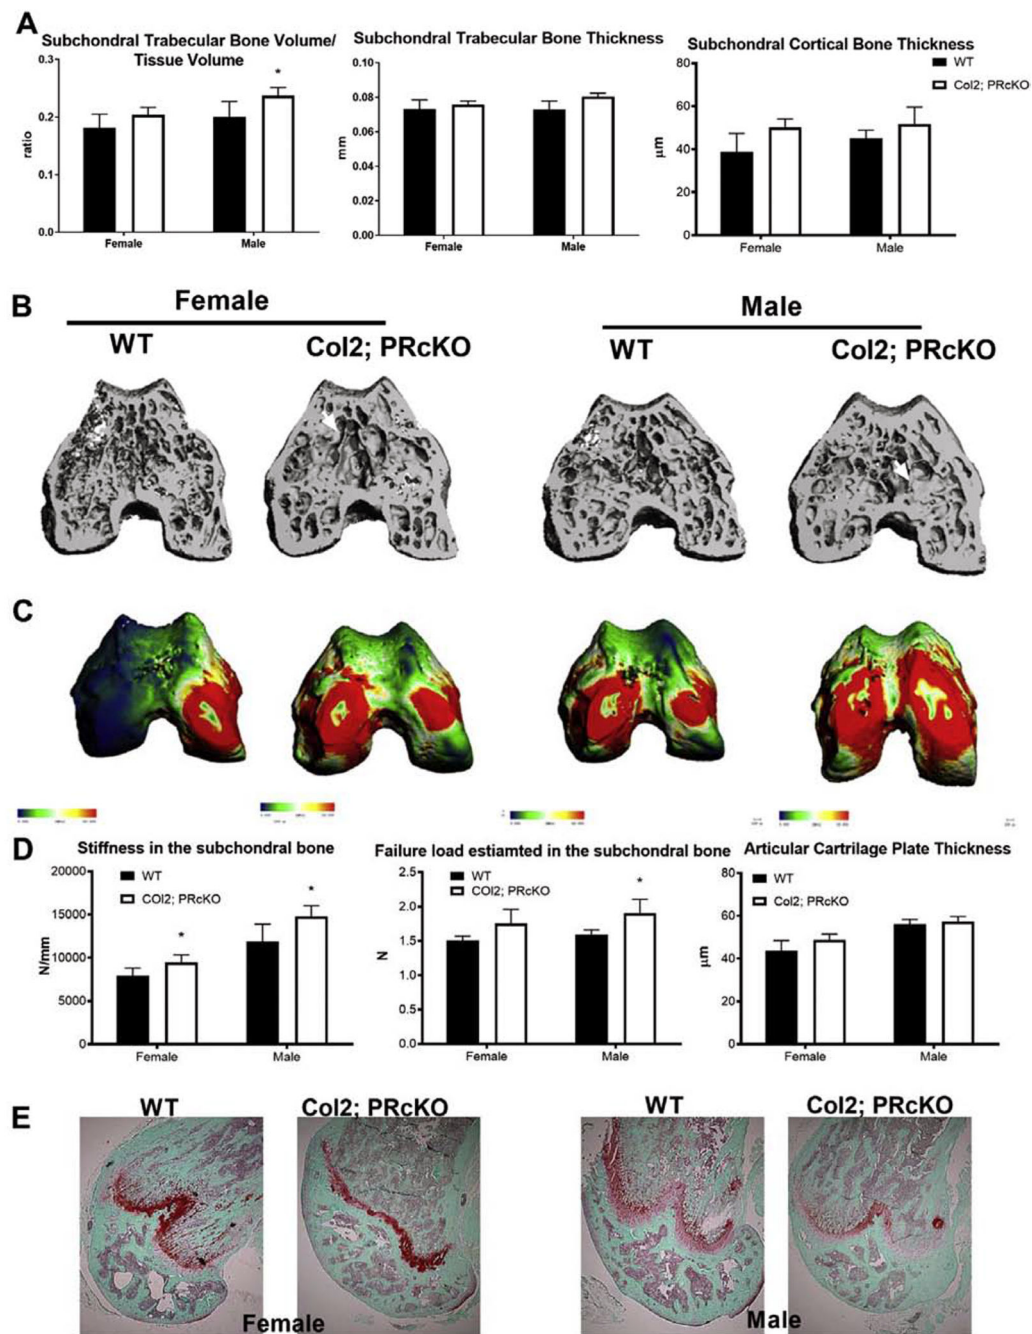 A
Subchondral Trabecular Bone Volume/
Tissue Volume
0.3
0.2
0.1
0.0
ratio
*
Female
Male
Subchondral Trabecular Bone Thickness
0.10
0.08
0.06
0.04
0.02
0.00
mm
Female
Male
Subchondral Cortical Bone Thickness
WT
Col2; PRcKO
80
60
40
20
0
µm
Female
Male
B
Female
Male
WT
Col2; PRcKO
WT
Col2; PRcKO
C
D
Stiffness in the subchondral bone
WT
COl2; PRcKO
20000
15000
10000
5000
0
N/mm
*
*
Female
Male
Failure load estiamted in the subchondral bone
WT
COl2; PRcKO
2.5
2.0
1.5
1.0
0.5
0.0
N
*
Female
Male
Articular Cartrilage Plate Thickness
WT
Col2; PRcKO
80
60
40
20
0
µm
Female
Male
E
WT
Col2; PRcKO
WT
Col2; PRcKO
Female
Male